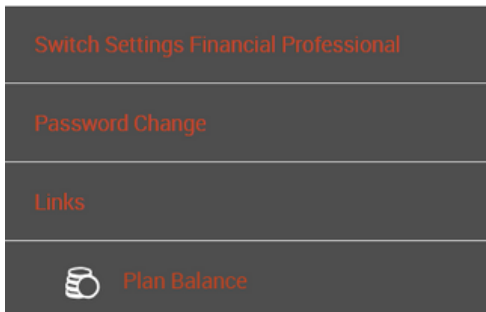 Switch Settings Financial Professional
Password Change
Links
Plan Balance